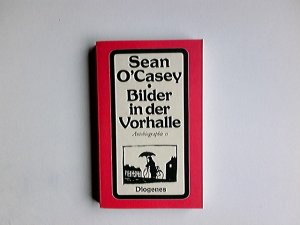 Sean
O'Casey
•
Bilder
in der
Vorhalle
Autobiographie II
Diogenes